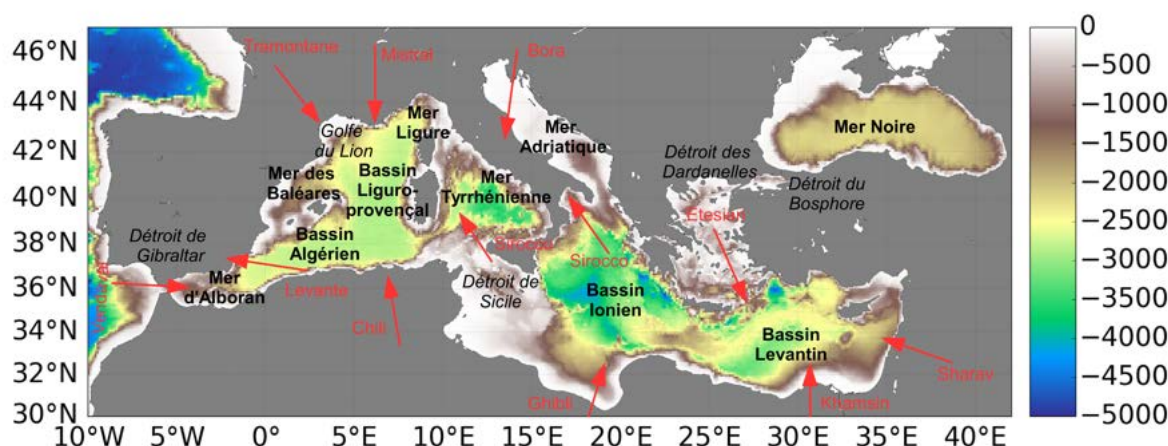 46°N
44°N
42°N
40°N
38°N
36°N
34°N
32°N
30°N
10°W
5°W
0°
5°E
10°E
15°E
20°E
25°E
30°E
35°E
40°E
0
−500
−1000
−1500
−2000
−2500
−3000
−3500
−4000
−4500
−5000
Tramontane
Mistral
Bora
Golfe
du Lion
Mer
Ligure
Mer
Adriatique
Mer Noire
Mer des
Baléares
Bassin
Liguro-
provençal
Mer
Tyrrhénienne
Détroit des
Dardanelles
Détroit du
Bosphore
Etesian
Détroit de
Gibraltar
Bassin
Algérien
Sirocco
Sirocco
Mer
d'Alboran
Levante
Détroit de
Sicile
Bassin
Ionien
Chili
Bassin
Levantin
Sharav
Ghibli
Khamsin